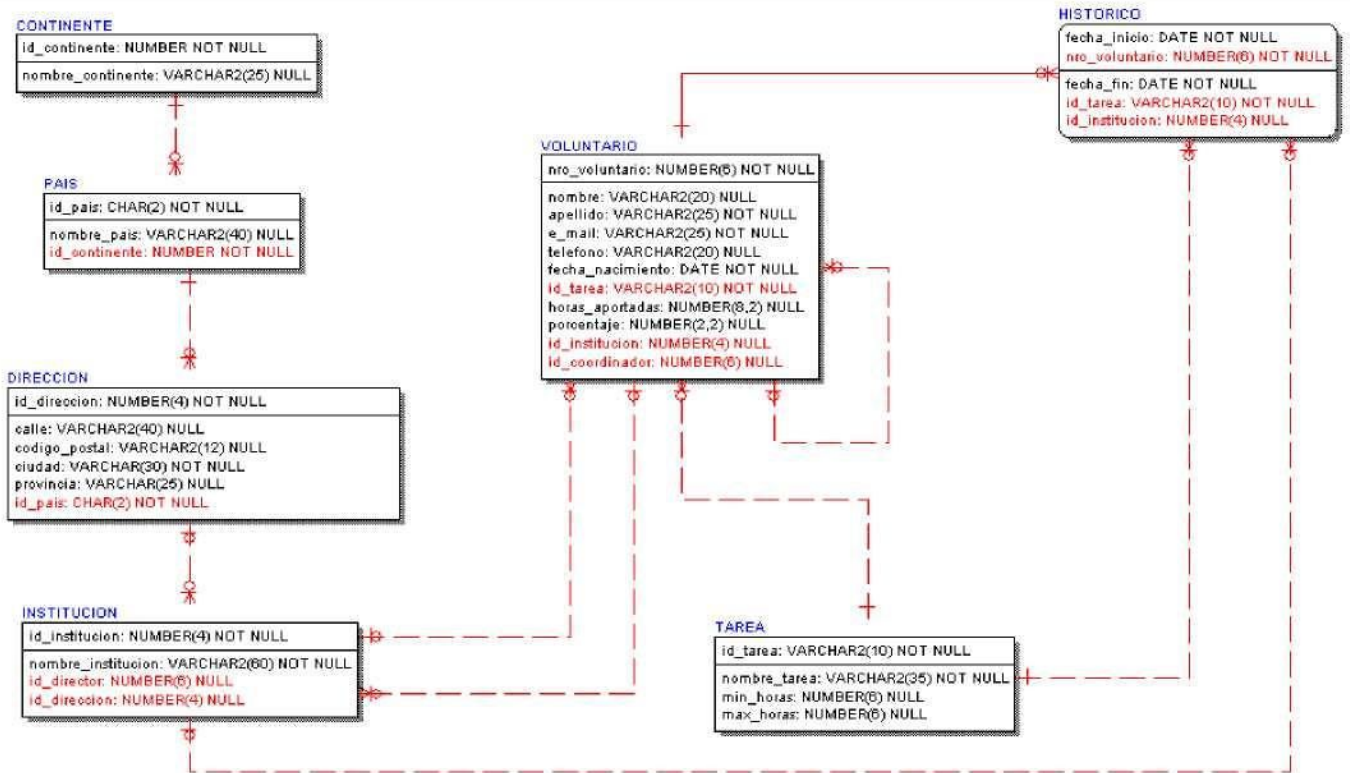 CONTINENTE
id_continente: NUMBER NOT NULL
nombre_continente: VARCHAR2(25) NULL
PAIS
id_pais: CHAR(2) NOT NULL
nombre_pais: VARCHAR2(40) NULL
id_continente: NUMBER NOT NULL
DIRECCION
id_direccion: NUMBER(4) NOT NULL
calle: VARCHAR2(40) NULL
codigo_postal: VARCHAR2(12) NULL
ciudad: VARCHAR(30) NOT NULL
provincia: VARCHAR(25) NULL
id_pais: CHAR(2) NOT NULL
INSTITUCION
id_institucion: NUMBER(4) NOT NULL
nombre_institucion: VARCHAR2(60) NOT NULL
id_director: NUMBER(6) NULL
id_direccion: NUMBER(4) NULL
VOLUNTARIO
nro_voluntario: NUMBER(6) NOT NULL
nombre: VARCHAR2(20) NULL
apellido: VARCHAR2(25) NOT NULL
e_mail: VARCHAR2(25) NOT NULL
telefono: VARCHAR2(20) NULL
fecha_nacimiento: DATE NOT NULL
id_tarea: VARCHAR2(10) NOT NULL
horas_aportadas: NUMBER(8,2) NULL
porcentaje: NUMBER(2,2) NULL
id_institucion: NUMBER(4) NULL
id_coordinador: NUMBER(6) NULL
TAREA
id_tarea: VARCHAR2(10) NOT NULL
nombre_tarea: VARCHAR2(35) NOT NULL
min_horas: NUMBER(6) NULL
max_horas: NUMBER(6) NULL
HISTORICO
fecha_inicio: DATE NOT NULL
nro_voluntario: NUMBER(6) NOT NULL
fecha_fin: DATE NOT NULL
id_tarea: VARCHAR2(10) NOT NULL
id_institucion: NUMBER(4) NULL